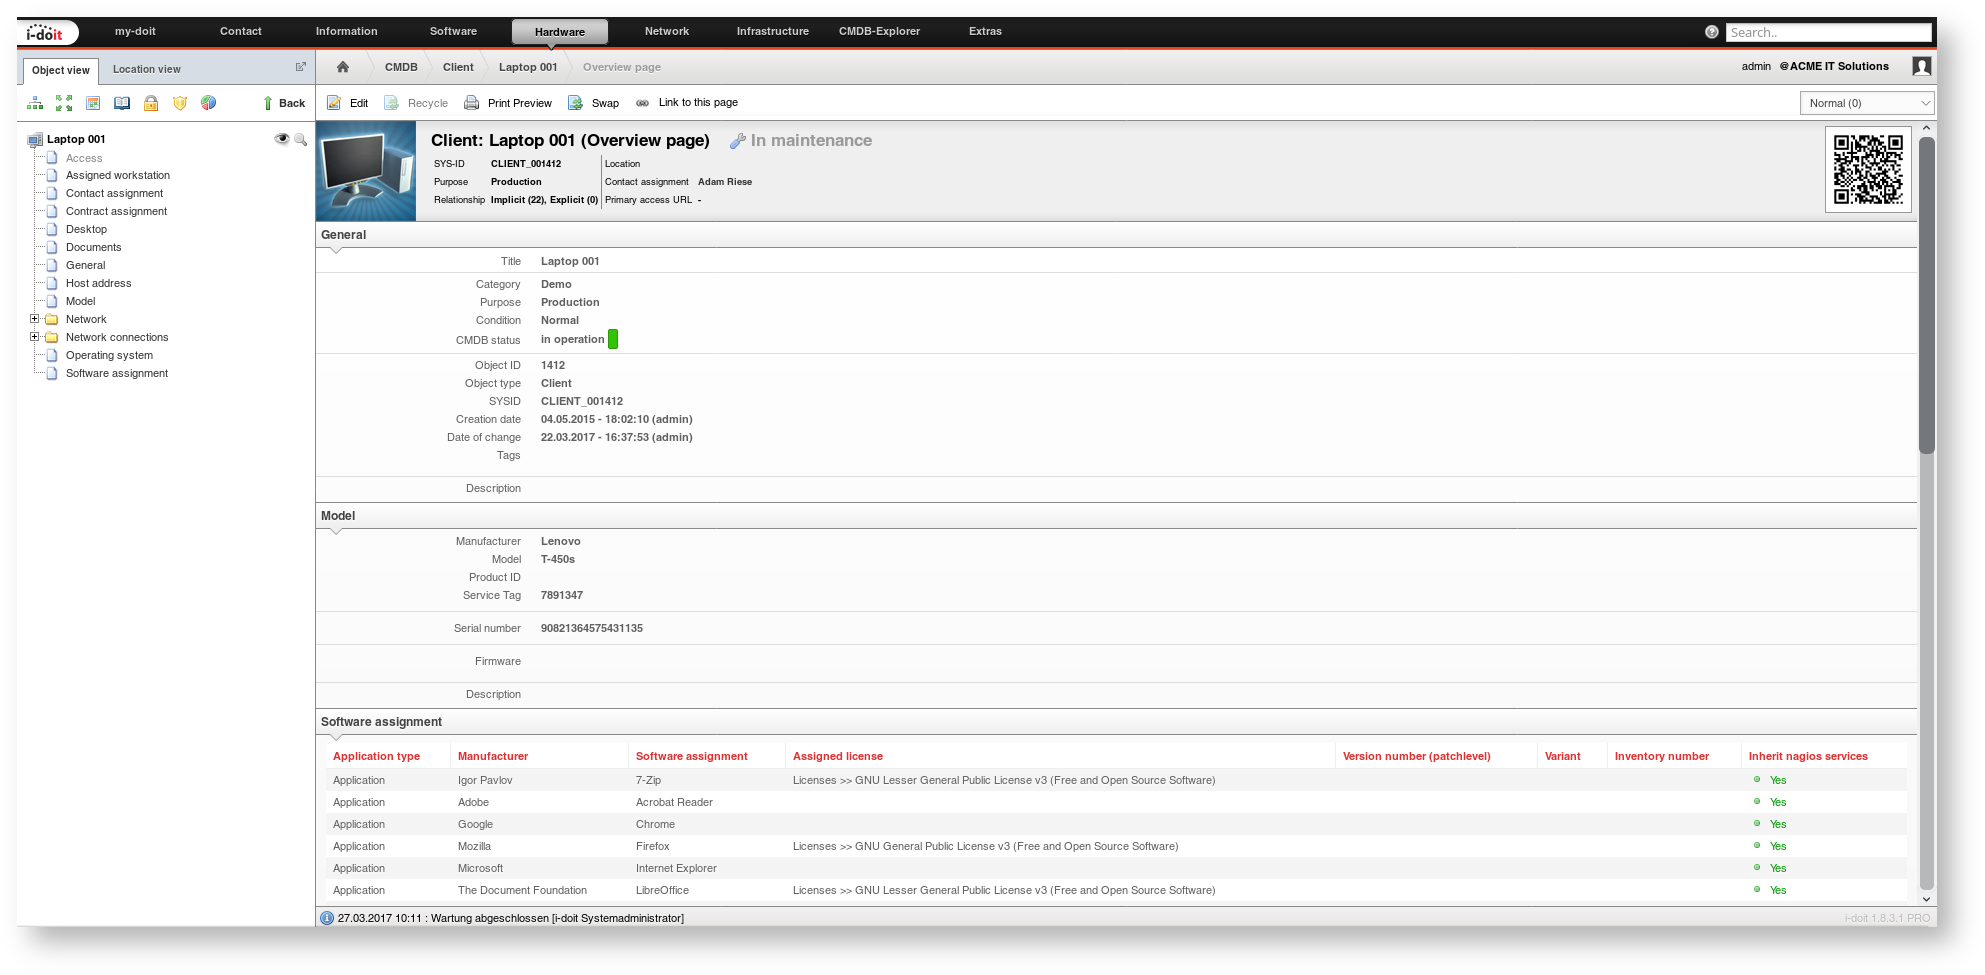 i-doit
my-doit Contact Information Software Hardware Network Infrastructure CMDB-Explorer Extras
Search..
Object view Location view
CMDB Client Laptop 001 Overview page
admin @ACME IT Solutions
Back
Edit Recycle Print Preview Swap Link to this page
Normal (0)
Laptop 001
Access
Assigned workstation
Contact assignment
Contract assignment
Desktop
Documents
General
Host address
Model
Network
Network connections
Operating system
Software assignment
Client: Laptop 001 (Overview page) In maintenance
SYS-ID CLIENT_001412 Location
Purpose Production Contact assignment Adam Riese
Relationship Implicit (22), Explicit (0) Primary access URL -
General
Title Laptop 001
Category Demo
Purpose Production
Condition Normal
CMDB status in operation
Object ID 1412
Object type Client
SYSID CLIENT_001412
Creation date 04.05.2015 - 18:02:10 (admin)
Date of change 22.03.2017 - 16:37:53 (admin)
Tags
Description
Model
Manufacturer Lenovo
Model T-450s
Product ID
Service Tag 7891347
Serial number 90821364575431135
Firmware
Description
Software assignment
Application type Manufacturer Software assignment Assigned license Version number (patchlevel) Variant Inventory number Inherit nagios services
Application Igor Pavlov 7-Zip Licenses >> GNU Lesser General Public License v3 (Free and Open Source Software) Yes
Application Adobe Acrobat Reader Yes
Application Google Chrome Yes
Application Mozilla Firefox Licenses >> GNU General Public License v3 (Free and Open Source Software) Yes
Application Microsoft Internet Explorer Yes
Application The Document Foundation LibreOffice Licenses >> GNU Lesser General Public License v3 (Free and Open Source Software) Yes
27.03.2017 10:11 : Wartung abgeschlossen [i-doit Systemadministrator]
i-doit 1.8.3.1 PRO